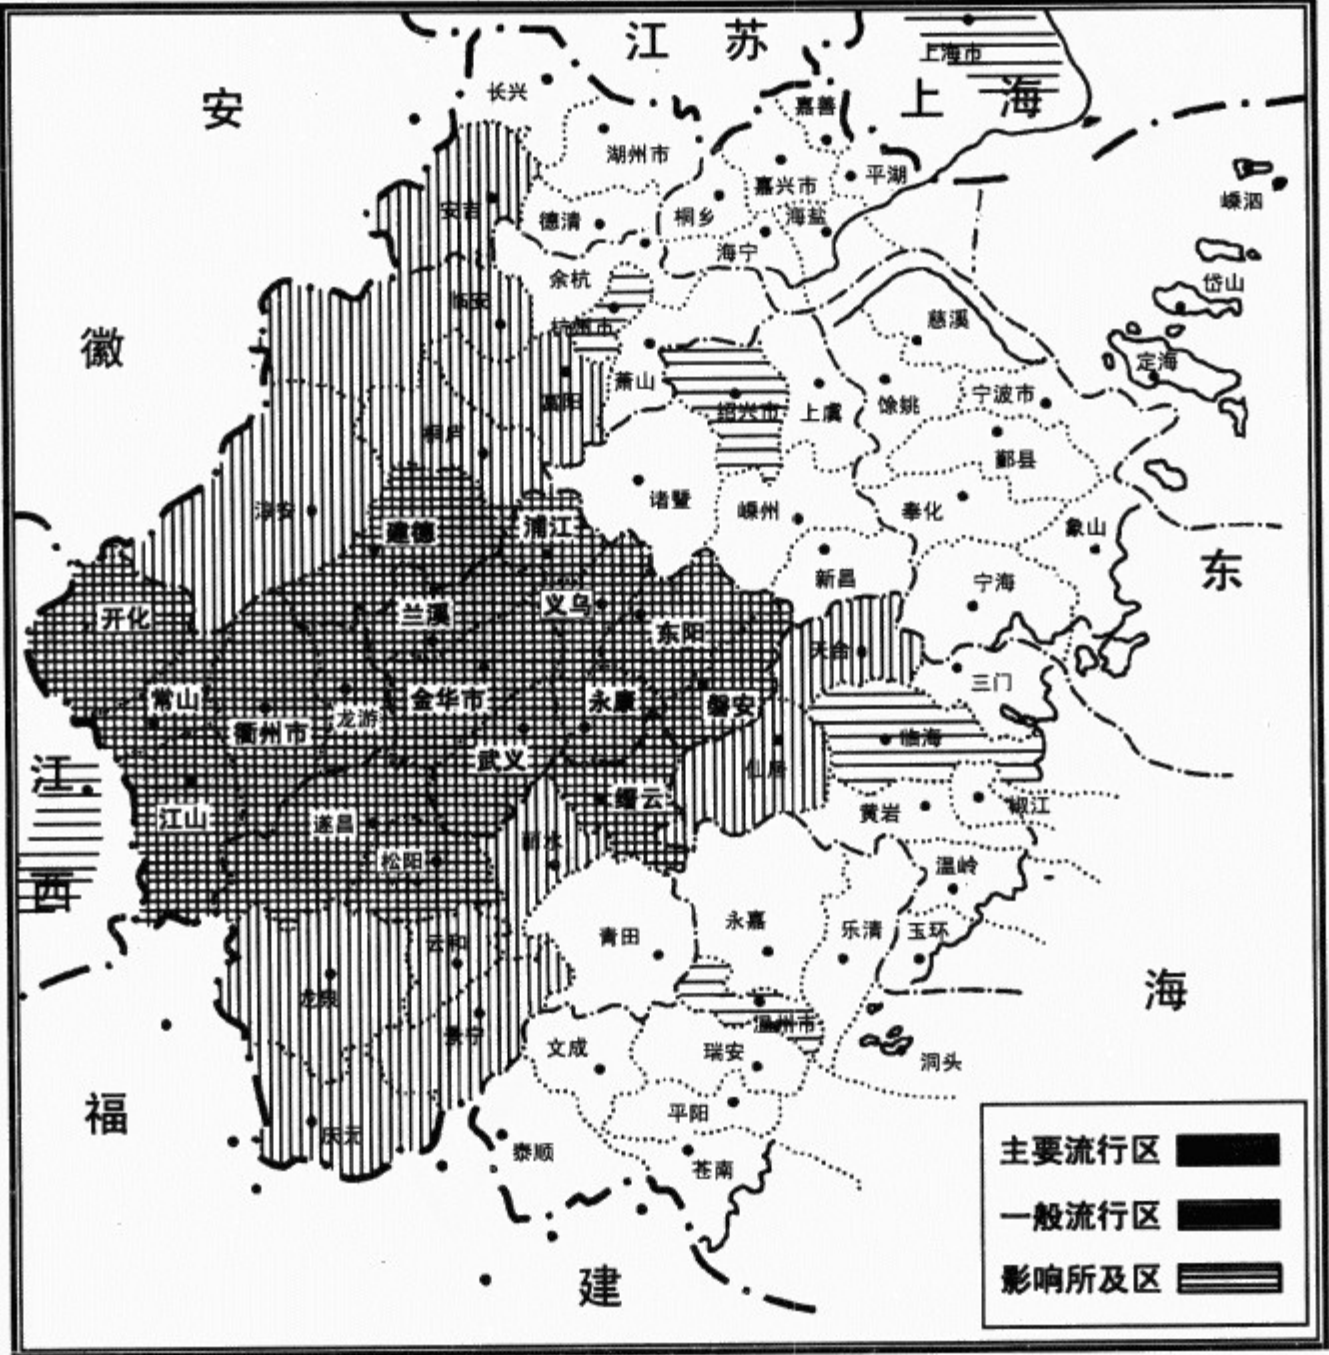 江苏
上海市
安
长兴
嘉善
上海
湖州市
嘉兴市
平湖
嵊泗
安吉
德清
桐乡
海盐
海宁
余杭
岱山
临安
杭州市
慈溪
徽
定海
萧山
富阳
绍兴市
上虞
馀姚
宁波市
桐庐
鄞县
诸暨
嵊州
奉化
淳安
建德
浦江
象山
新昌
宁海
东
开化
兰溪
义乌
东阳
天台
三门
常山
衢州市
龙游
金华市
永康
磐安
临海
武义
仙居
江
缙云
黄岩
椒江
江山
遂昌
丽水
松阳
温岭
西
青田
永嘉
乐清
玉环
云和
龙泉
海
景宁
温州市
文成
瑞安
洞头
福
平阳
庆元
泰顺
苍南
主要流行区
一般流行区
影响所及区
建